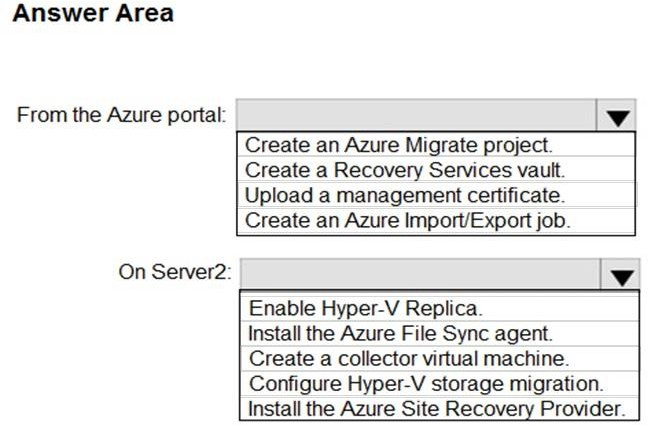 Answer Area
From the Azure portal:
Create an Azure Migrate project.
Create a Recovery Services vault.
Upload a management certificate.
Create an Azure Import/Export job.
On Server2:
Enable Hyper-V Replica.
Install the Azure File Sync agent.
Create a collector virtual machine.
Configure Hyper-V storage migration.
Install the Azure Site Recovery Provider.